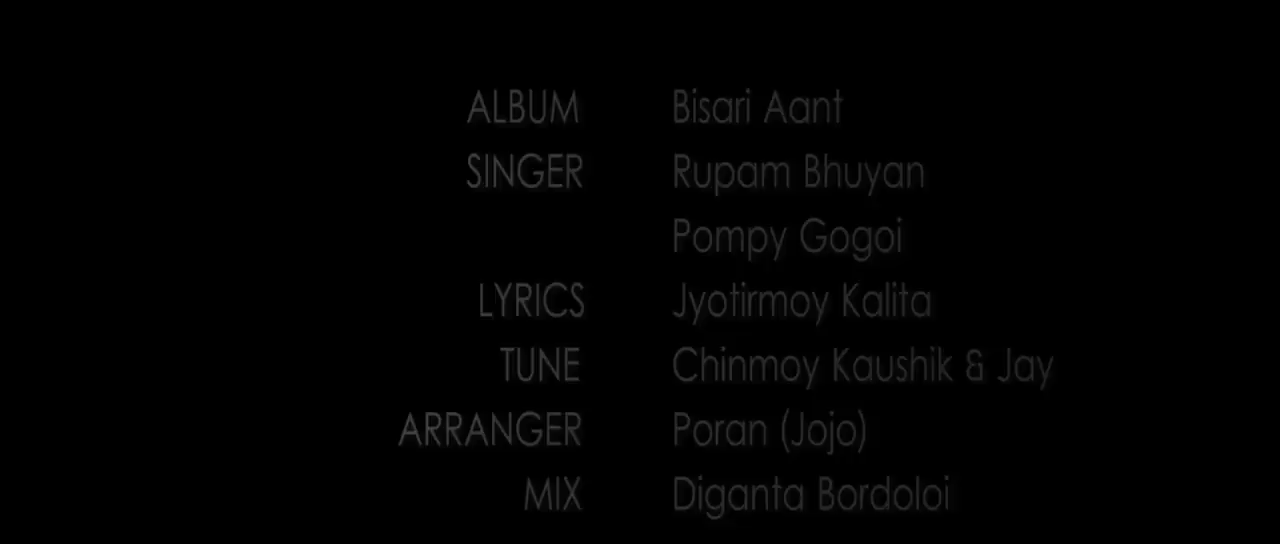 ALBUM Bisari Aant
SINGER Rupam Bhuyan
Pompy Gogoi
LYRICS Jyotirmoy Kalita
TUNE Chinmoy Kaushik & Jay
ARRANGER Poran (Jojo)
MIX Diganta Bordoloi